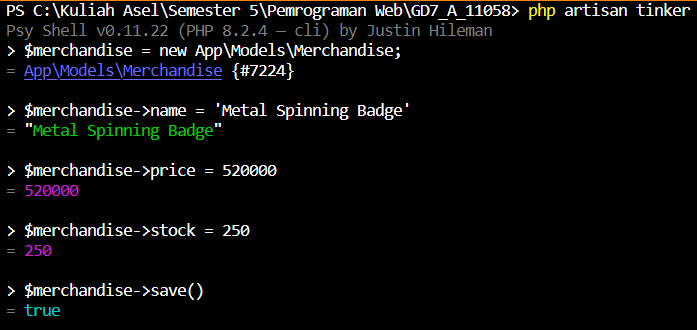 PS C:\Kuliah Asel\Semester 5\Pemrograman Web\GD7_A_11058> php artisan tinker
Psy Shell v0.11.22 (PHP 8.2.4 — cli) by Justin Hileman
> $merchandise = new App\Models\Merchandise;
= App\Models\Merchandise {#7224}
> $merchandise->name = 'Metal Spinning Badge'
= "Metal Spinning Badge"
> $merchandise->price = 520000
= 520000
> $merchandise->stock = 250
= 250
> $merchandise->save()
= true